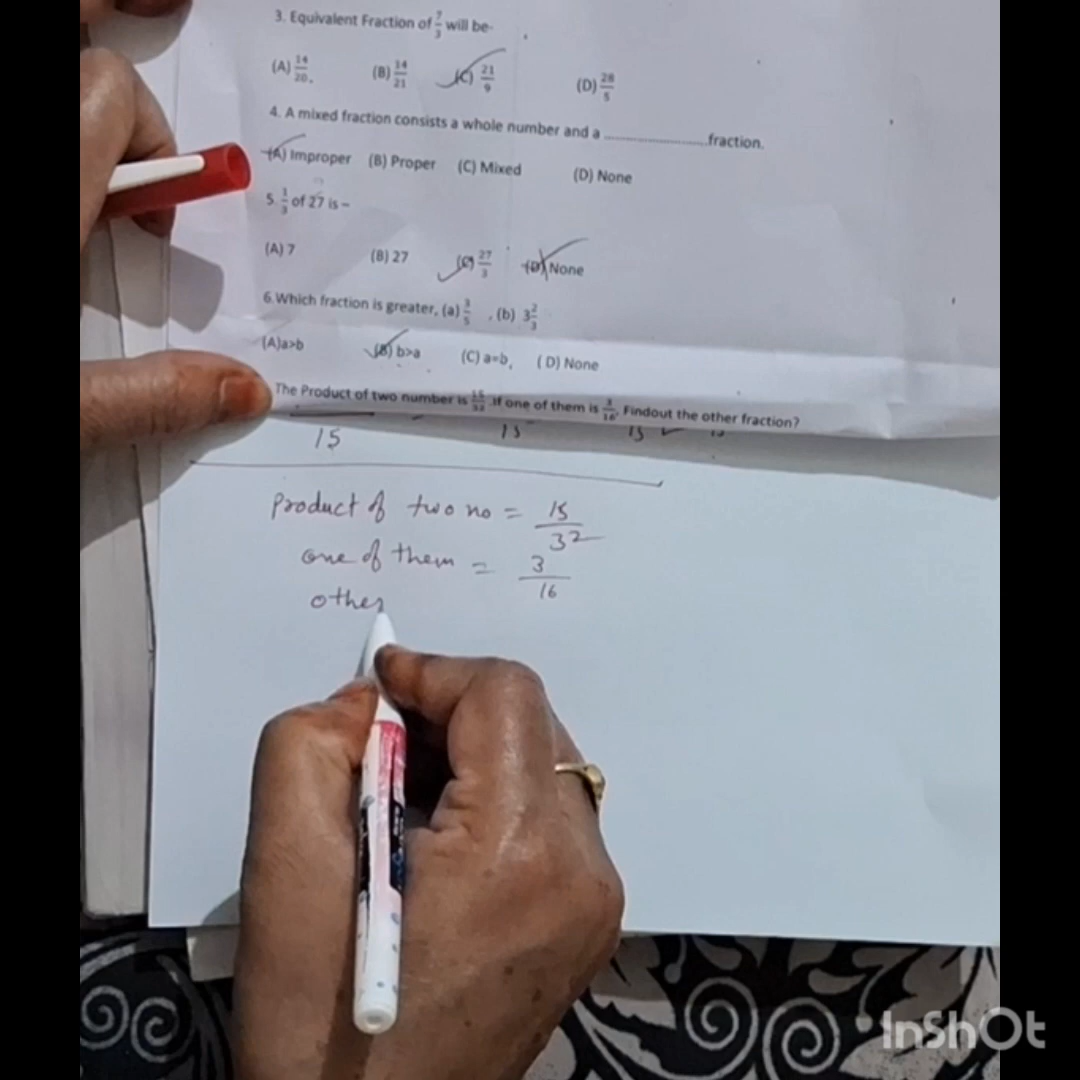 3. Equivalent Fraction of 7/3 will be-
(A) 14/20. (B) 14/21 (C) 21/9 (D) 28/5
4. A mixed fraction consists a whole number and a ........................fraction.
(A) Improper (B) Proper (C) Mixed (D) None
5. 1/3 of 27 is –
(A) 7 (B) 27 (C) 27/3 (D) None
6.Which fraction is greater, (a) 3/5 , (b) 3 2/3
(A)a>b (B) b>a (C) a=b, ( D) None
The Product of two number is 15/32 .If one of them is 3/16, Findout the other fraction?
15 15 15
Product of two no = 15/32
one of them = 3/16
other
InShOt